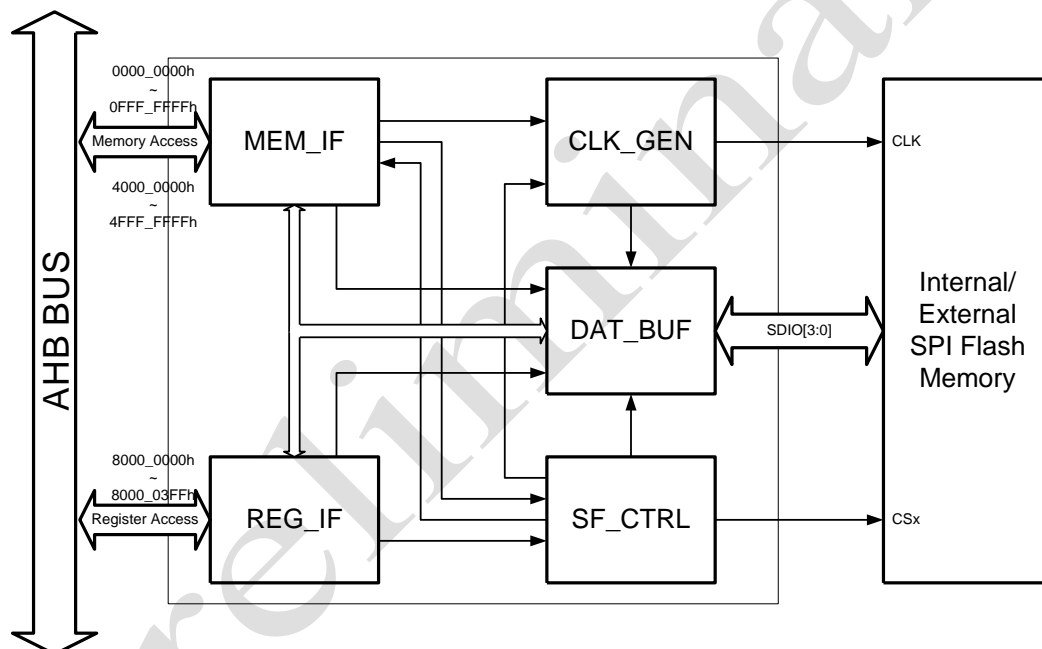 0000_0000h
~
0FFF_FFFFh
Memory Access
4000_0000h
~
4FFF_FFFFh
MEM_IF
CLK_GEN
CLK
AHB BUS
DAT_BUF
SDIO[3:0]
Internal/
External
SPI Flash
Memory
8000_0000h
~
8000_03FFh
Register Access
REG_IF
SF_CTRL
CSx